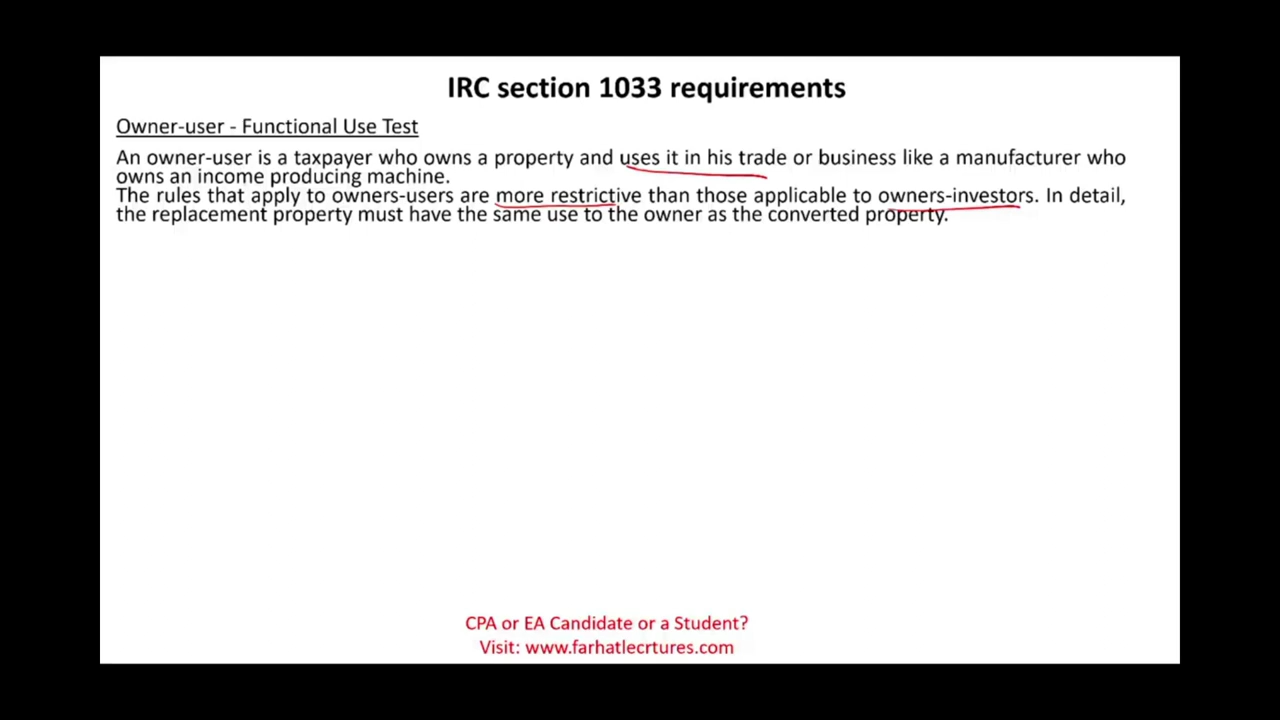 IRC section 1033 requirements
Owner-user - Functional Use Test
An owner-user is a taxpayer who owns a property and uses it in his trade or business like a manufacturer who
owns an income producing machine.
The rules that apply to owners-users are more restrictive than those applicable to owners-investors. In detail,
the replacement property must have the same use to the owner as the converted property.
CPA or EA Candidate or a Student?
Visit: www.farhatlecrtures.com